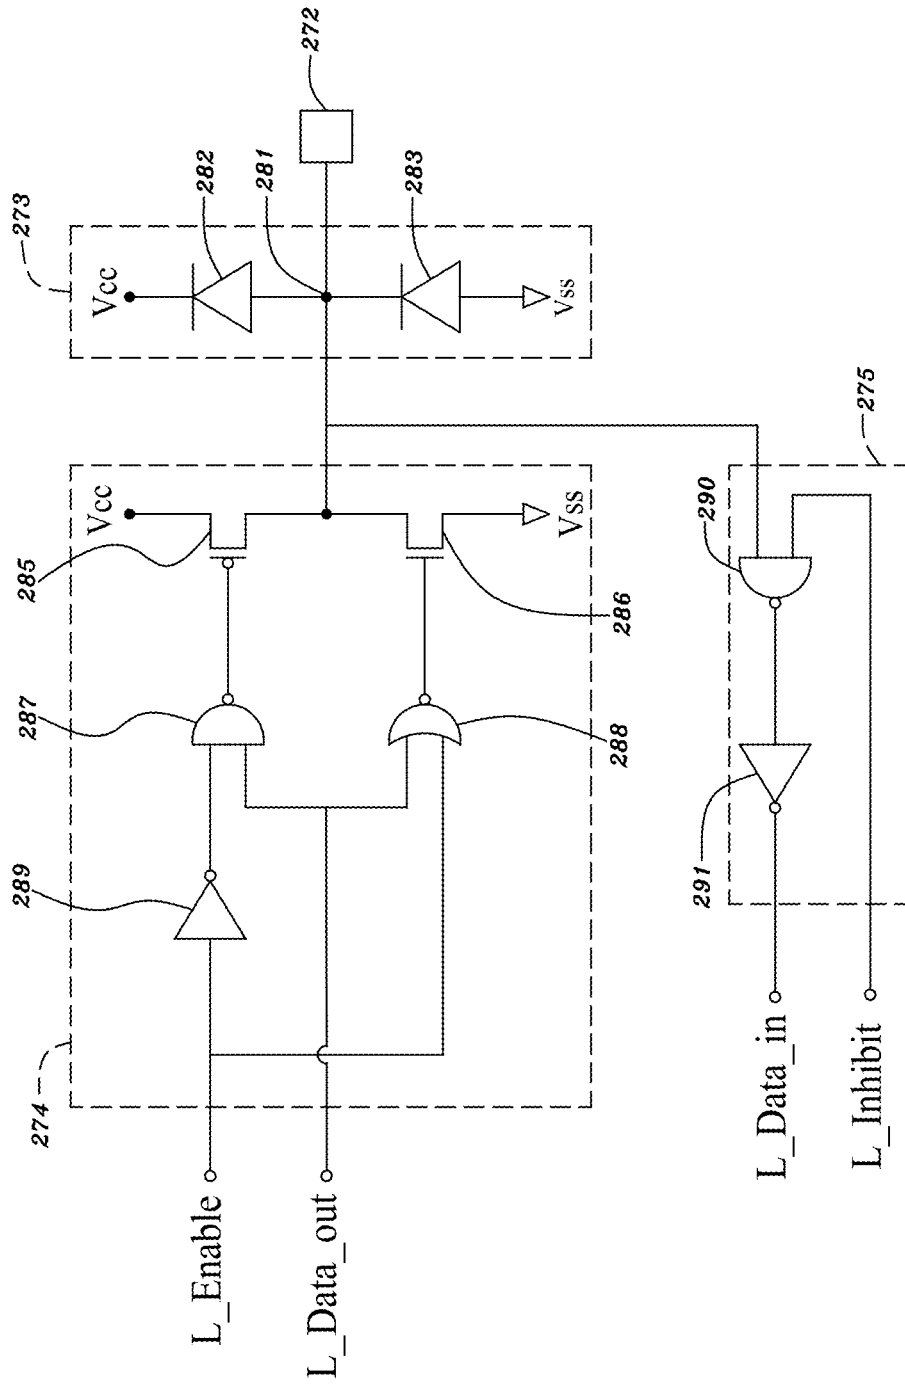 272
273
Vcc
282
281
283
Vss
274
Vcc
285
286
Vss
287
288
289
L_Enable
L_Data_out
275
290
291
L_Data_in
L_Inhibit